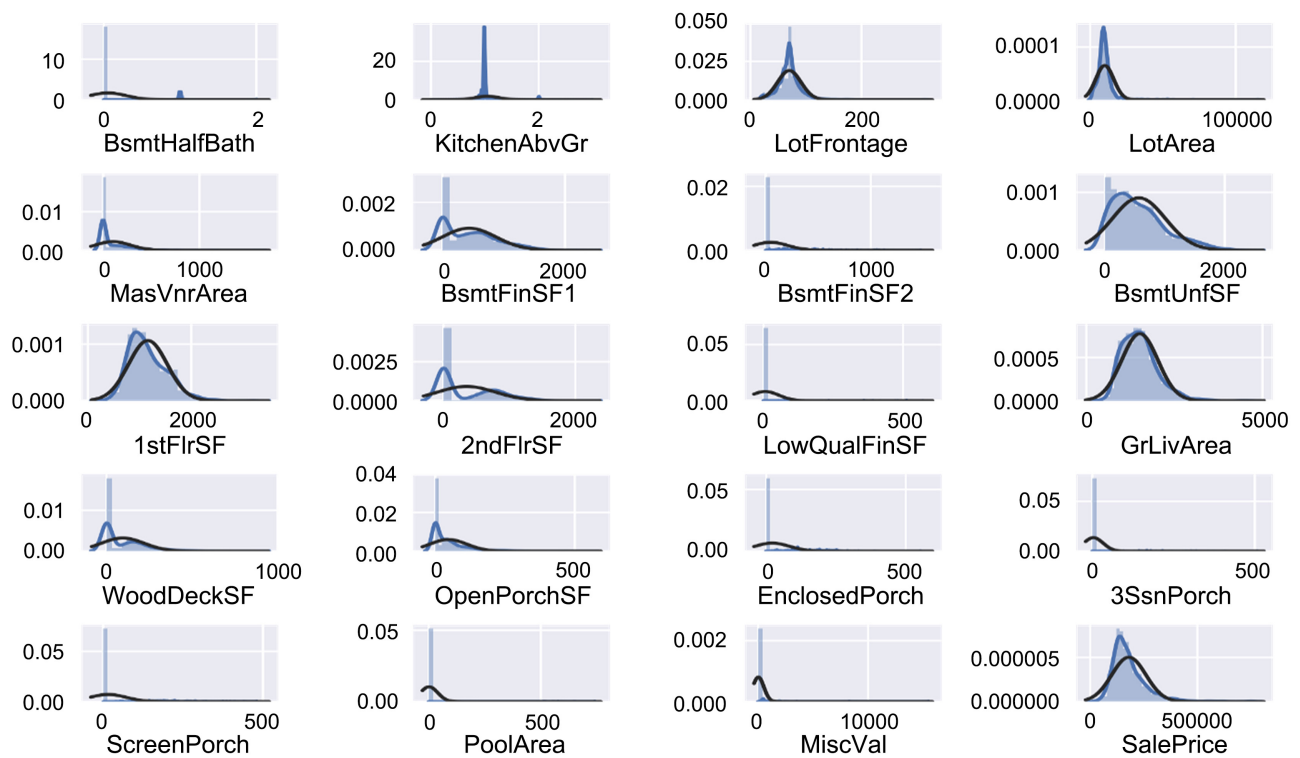 0.050
10 20 0.025 0.0001
0 0 0.000 0.0000
0 2 0 2 0 200 0 100000
BsmtHalfBath KitchenAbvGr LotFrontage LotArea
0.01 0.002 0.02 0.001
0.00 0.000 0.00 0.000
0 1000 0 2000 0 1000 0 2000
MasVnrArea BsmtFinSF1 BsmtFinSF2 BsmtUnfSF
0.001 0.0025 0.05 0.0005
0.000 0.0000 0.00 0.0000
0 2000 0 2000 0 500 0 5000
1stFlrSF 2ndFlrSF LowQualFinSF GrLivArea
0.04
0.01 0.02 0.05 0.05
0.00 0.00 0.00 0.00
0 1000 0 500 0 500 0 500
WoodDeckSF OpenPorchSF EnclosedPorch 3SsnPorch
0.05 0.05 0.002 0.000005
0.00 0.00 0.000 0.000000
0 500 0 500 0 10000 0 500000
ScreenPorch PoolArea MiscVal SalePrice